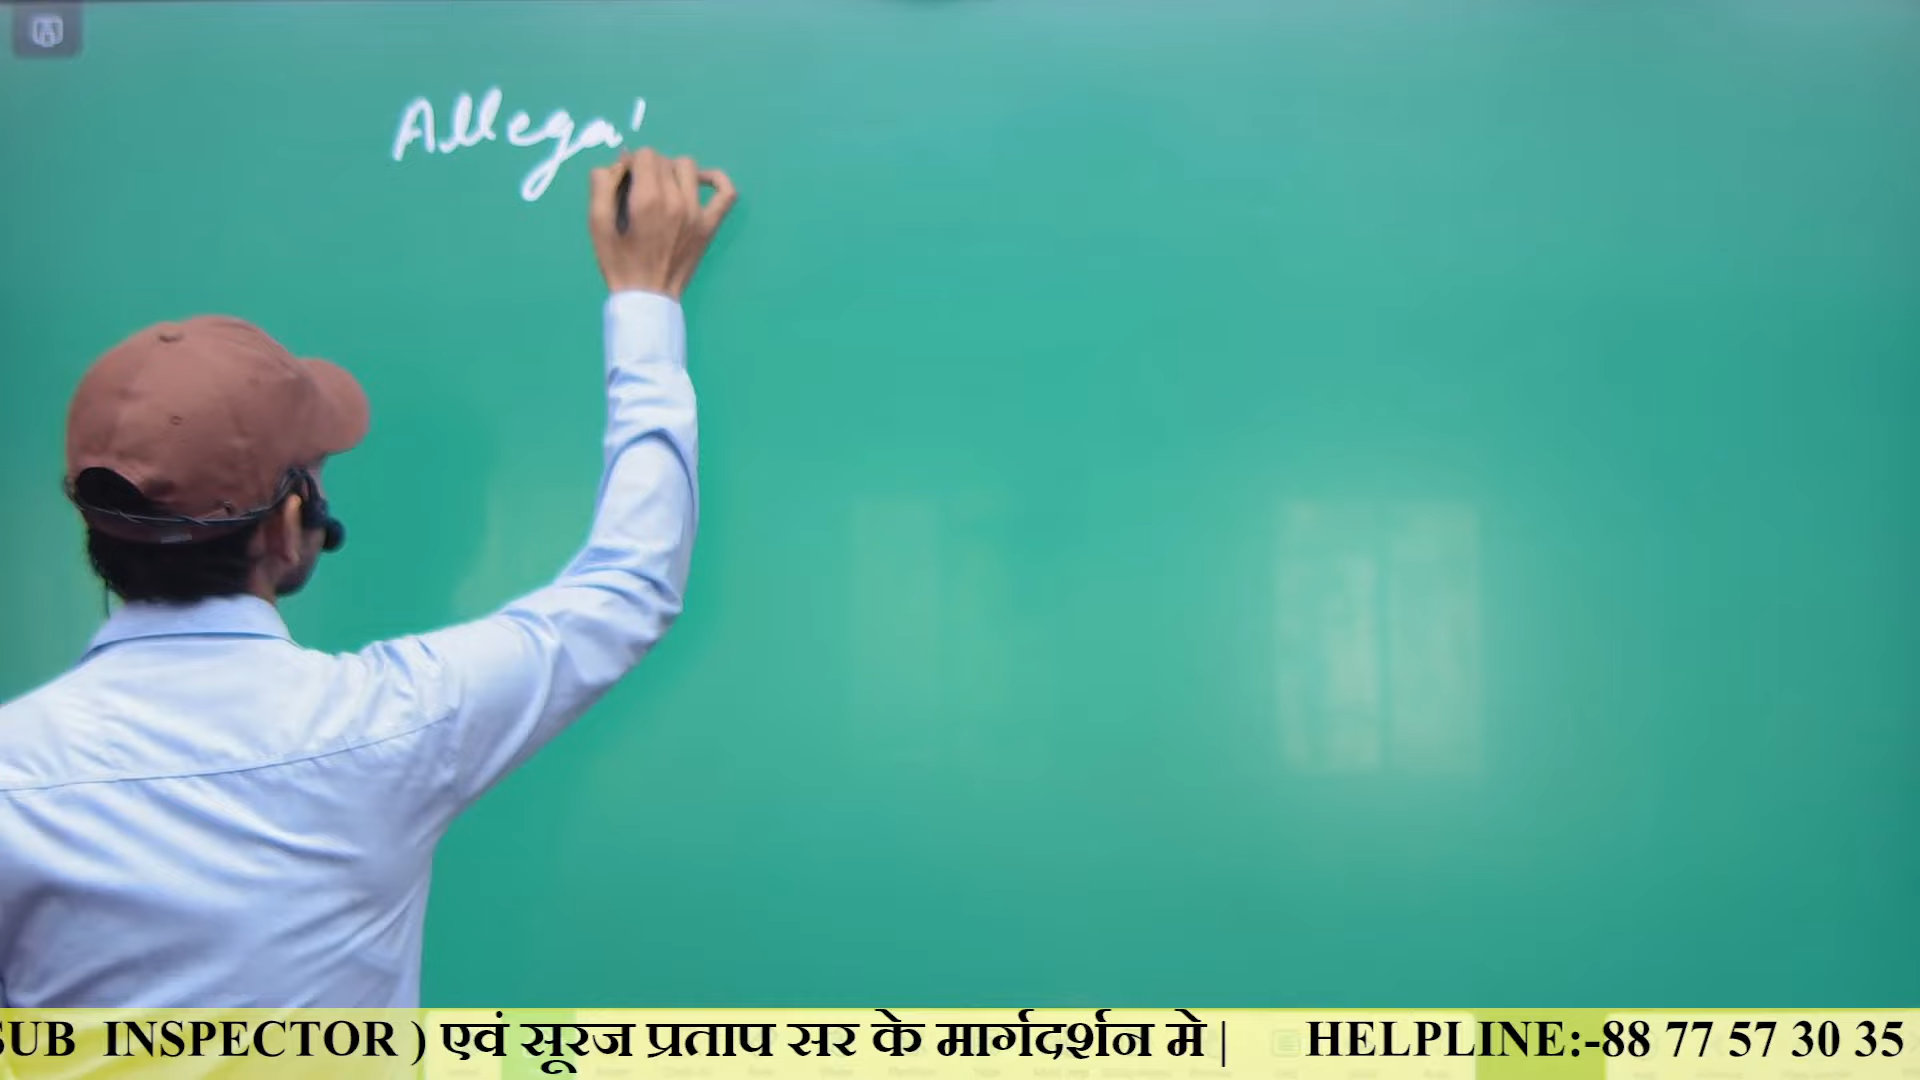 Allega
SUB INSPECTOR ) एवं सूरज प्रताप सर के मार्गदर्शन मे | HELPLINE:-88 77 57 30 35